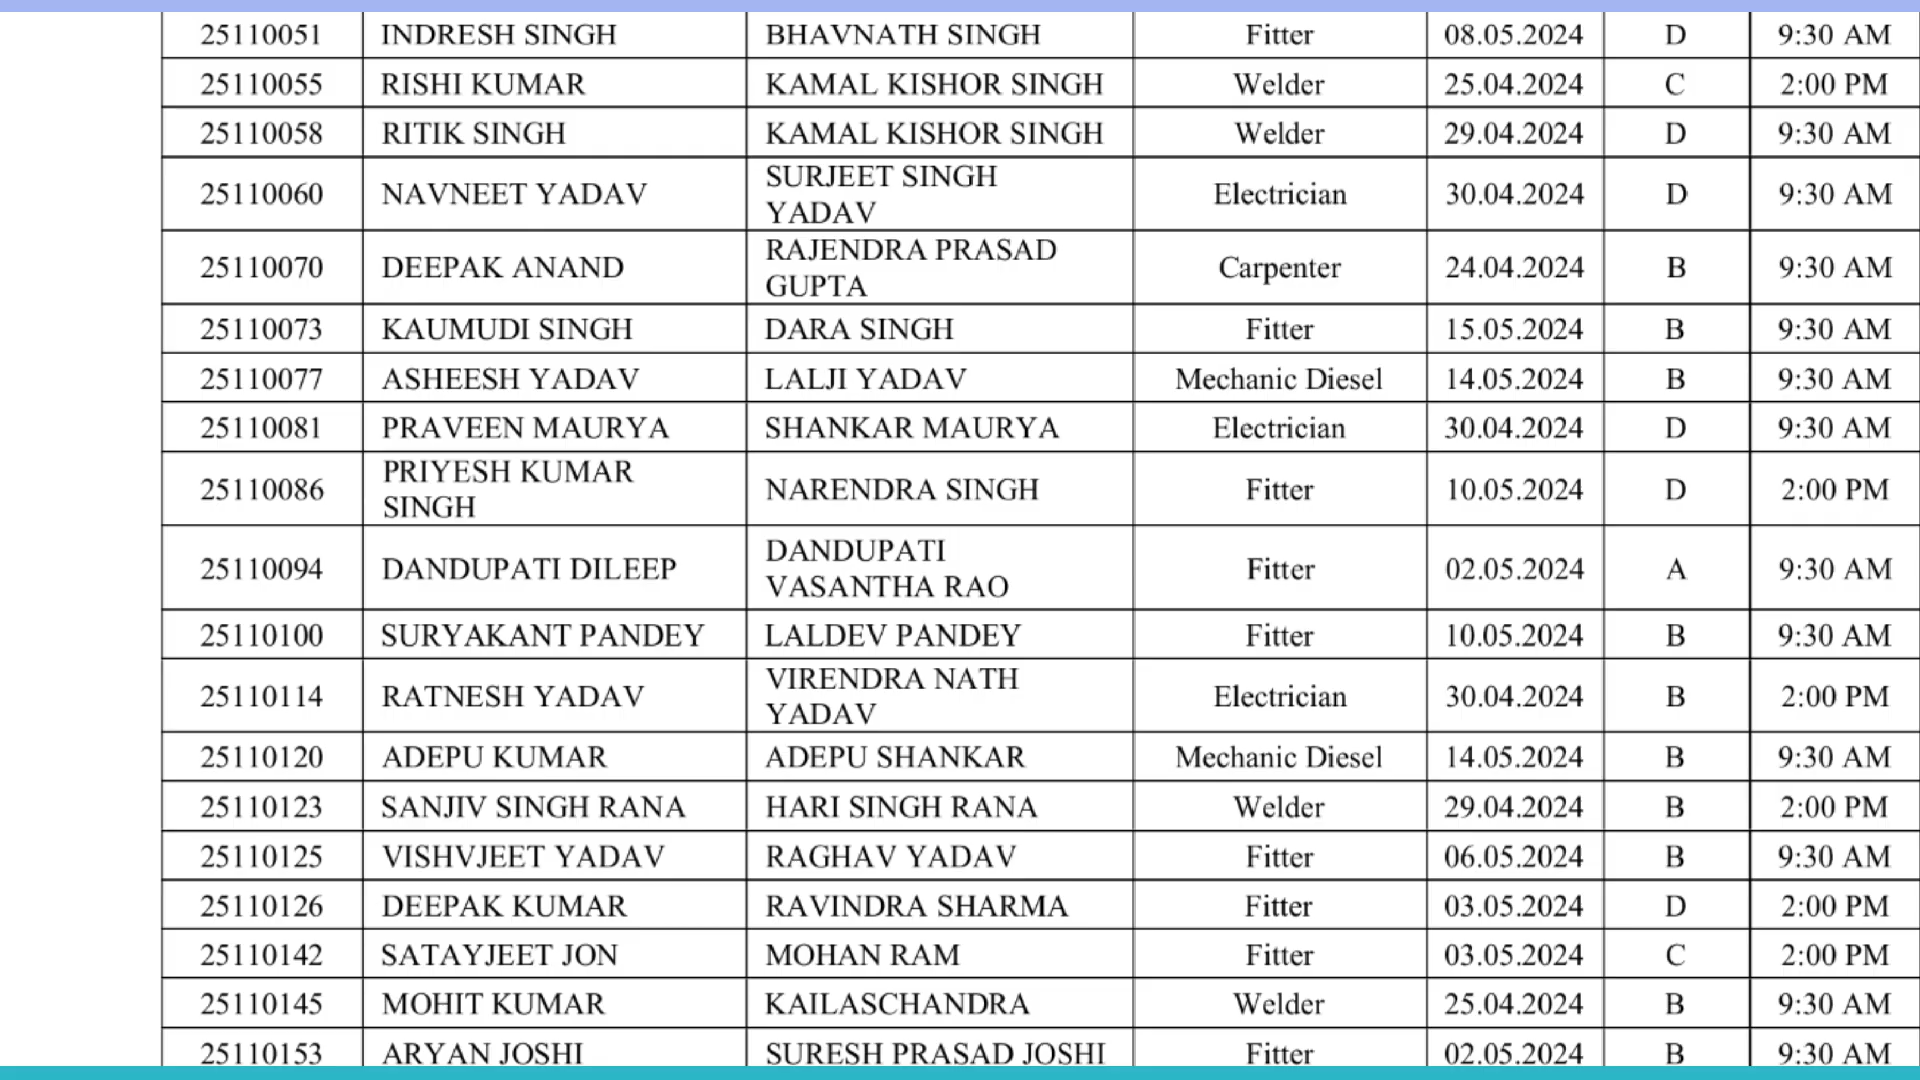 25110051 INDRESH SINGH BHAVNATH SINGH Fitter 08.05.2024 D 9:30 AM
25110055 RISHI KUMAR KAMAL KISHOR SINGH Welder 25.04.2024 C 2:00 PM
25110058 RITIK SINGH KAMAL KISHOR SINGH Welder 29.04.2024 D 9:30 AM
25110060 NAVNEET YADAV SURJEET SINGH
YADAV Electrician 30.04.2024 D 9:30 AM
25110070 DEEPAK ANAND RAJENDRA PRASAD
GUPTA Carpenter 24.04.2024 B 9:30 AM
25110073 KAUMUDI SINGH DARA SINGH Fitter 15.05.2024 B 9:30 AM
25110077 ASHEESH YADAV LALJI YADAV Mechanic Diesel 14.05.2024 B 9:30 AM
25110081 PRAVEEN MAURYA SHANKAR MAURYA Electrician 30.04.2024 D 9:30 AM
25110086 PRIYESH KUMAR
SINGH NARENDRA SINGH Fitter 10.05.2024 D 2:00 PM
25110094 DANDUPATI DILEEP DANDUPATI
VASANTHA RAO Fitter 02.05.2024 A 9:30 AM
25110100 SURYAKANT PANDEY LALDEV PANDEY Fitter 10.05.2024 B 9:30 AM
25110114 RATNESH YADAV VIRENDRA NATH
YADAV Electrician 30.04.2024 B 2:00 PM
25110120 ADEPU KUMAR ADEPU SHANKAR Mechanic Diesel 14.05.2024 B 9:30 AM
25110123 SANJIV SINGH RANA HARI SINGH RANA Welder 29.04.2024 B 2:00 PM
25110125 VISHVJEET YADAV RAGHAV YADAV Fitter 06.05.2024 B 9:30 AM
25110126 DEEPAK KUMAR RAVINDRA SHARMA Fitter 03.05.2024 D 2:00 PM
25110142 SATAYJEET JON MOHAN RAM Fitter 03.05.2024 C 2:00 PM
25110145 MOHIT KUMAR KAILASCHANDRA Welder 25.04.2024 B 9:30 AM
25110153 ARYAN JOSHI SURESH PRASAD JOSHI Fitter 02.05.2024 B 9:30 AM